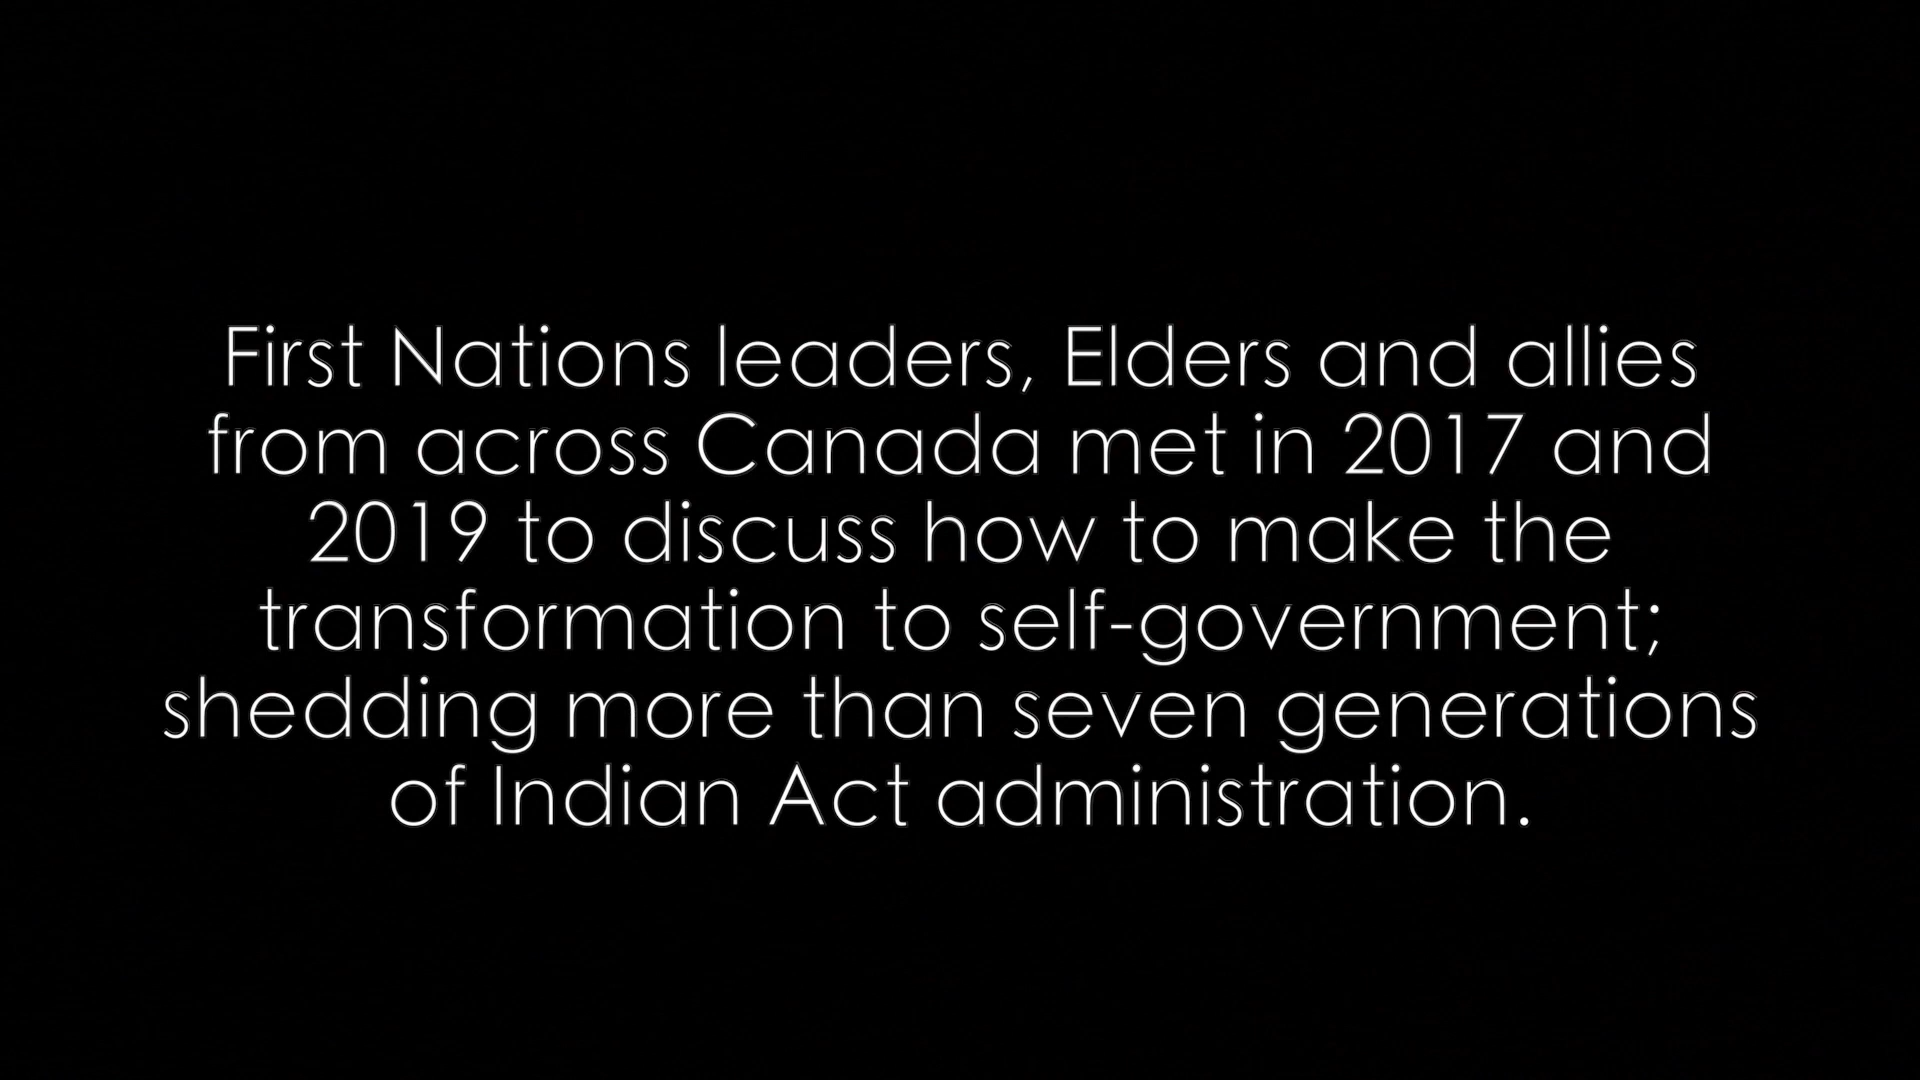 First Nations leaders, Elders and allies
from across Canada met in 2017 and
2019 to discuss how to make the
transformation to self-government;
shedding more than seven generations
of Indian Act administration.